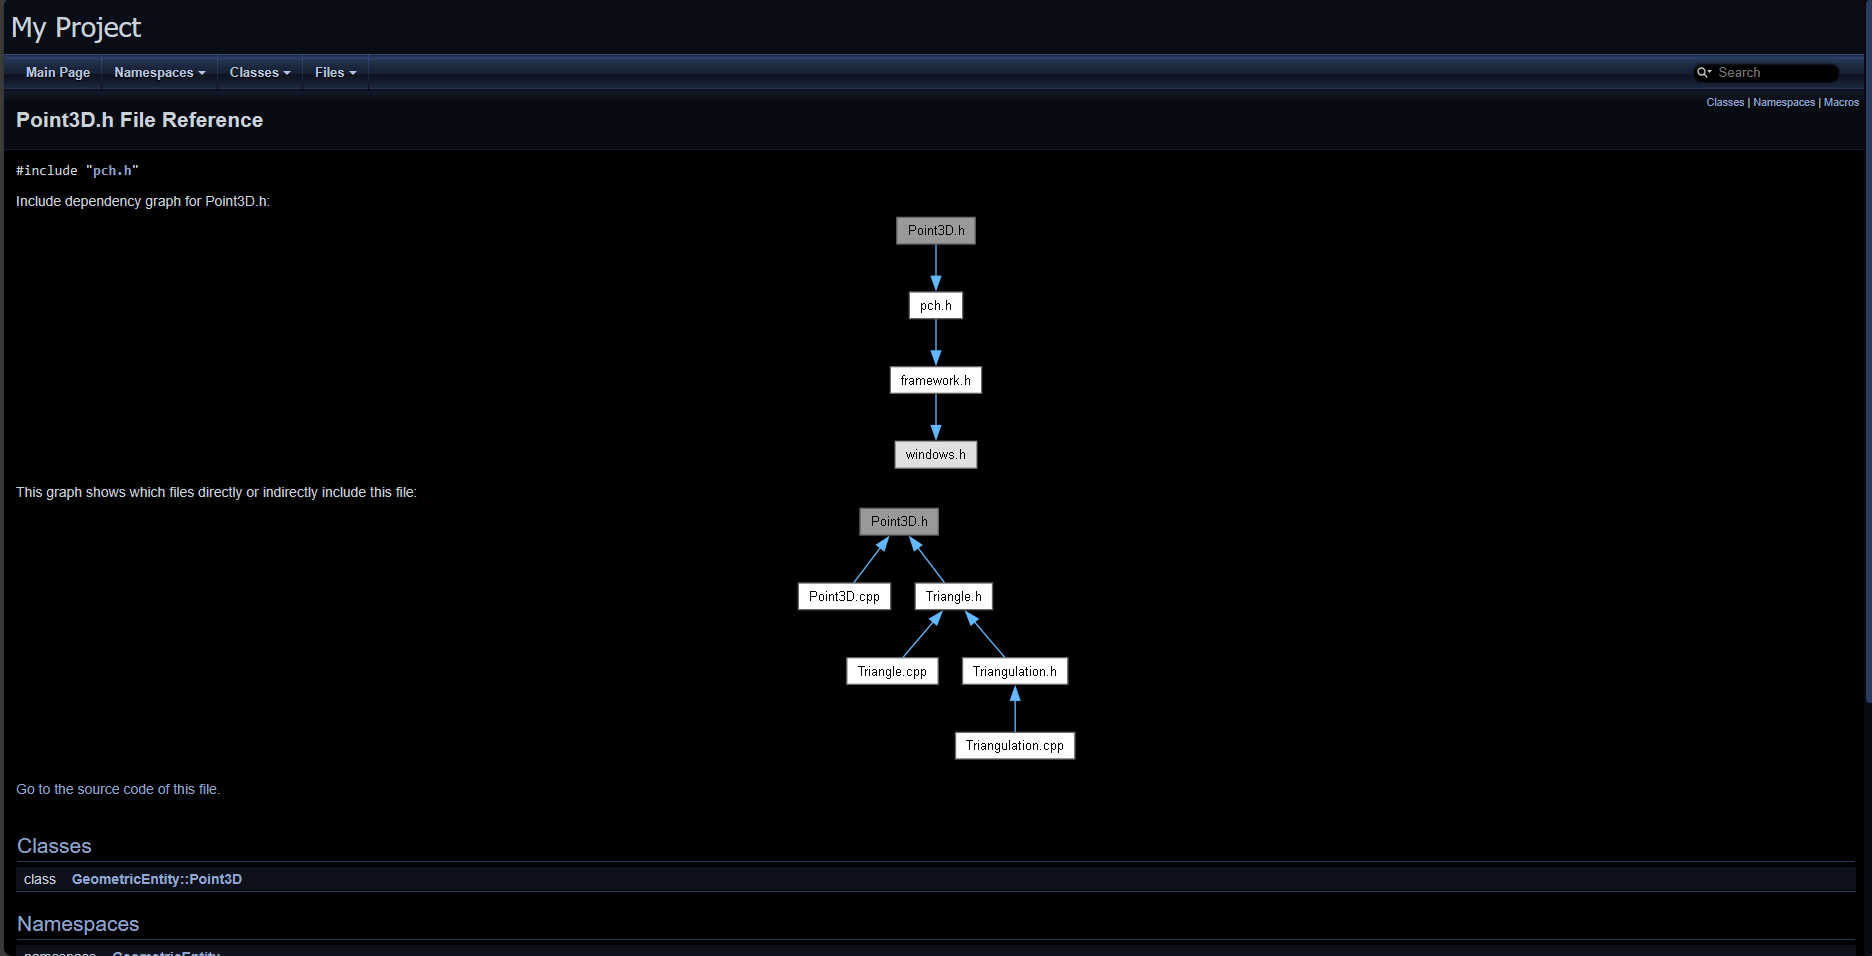 My Project
Main Page Namespaces Classes Files Search
Classes | Namespaces | Macros
Point3D.h File Reference
#include "pch.h"
Include dependency graph for Point3D.h:
Point3D.h
pch.h
framework.h
windows.h
This graph shows which files directly or indirectly include this file:
Point3D.h
Point3D.cpp Triangle.h
Triangle.cpp Triangulation.h
Triangulation.cpp
Go to the source code of this file.
Classes
class GeometricEntity::Point3D
Namespaces
namespace GeometricEntity